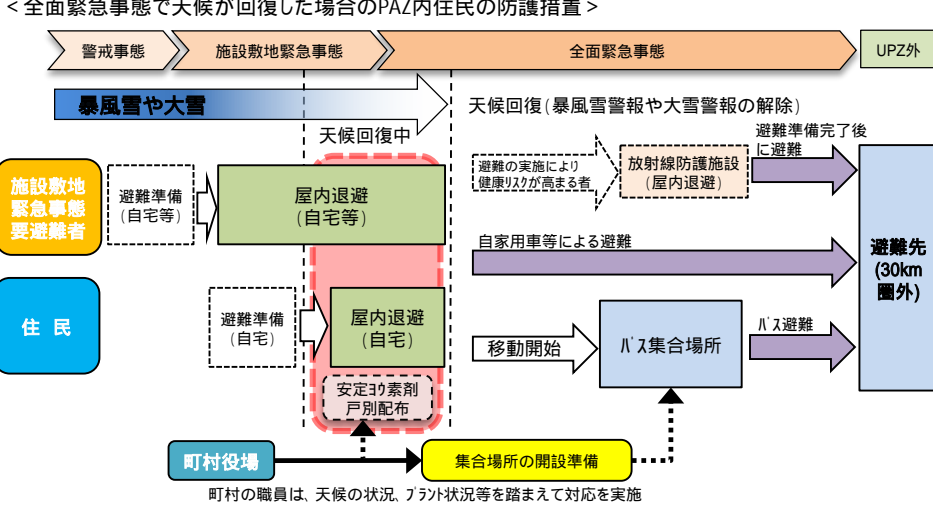 <全面緊急事態で天候が回復した場合のPAZ内住民の防護措置>
警戒事態
施設敷地緊急事態
全面緊急事態
UPZ外
暴風雪や大雪
天候回復中
天候回復(暴風雪警報や大雪警報の解除)
施設敷地
緊急事態
要避難者
避難準備
(自宅等)
屋内退避
(自宅等)
避難の実施により
健康リスクが高まる者
放射線防護施設
(屋内退避)
避難準備完了後
に避難
自家用車等による避難
避難先
(30km
圏外)
住 民
避難準備
(自宅)
屋内退避
(自宅)
移動開始
バス集合場所
バス避難
安定ヨウ素剤
戸別配布
町村役場
集合場所の開設準備
町村の職員は、天候の状況、プラント状況等を踏まえて対応を実施